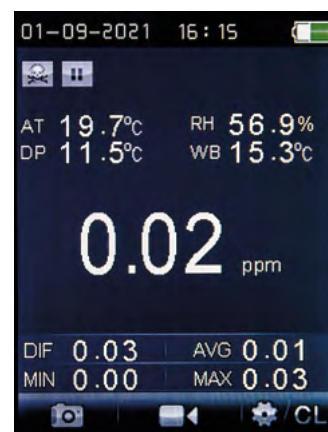 01-09-2021 16:15
AT 19.7°C RH 56.9%
DP 11.5°C WB 15.3°C
0.02 ppm
DIF 0.03 AVG 0.01
MIN 0.00 MAX 0.03
/CL